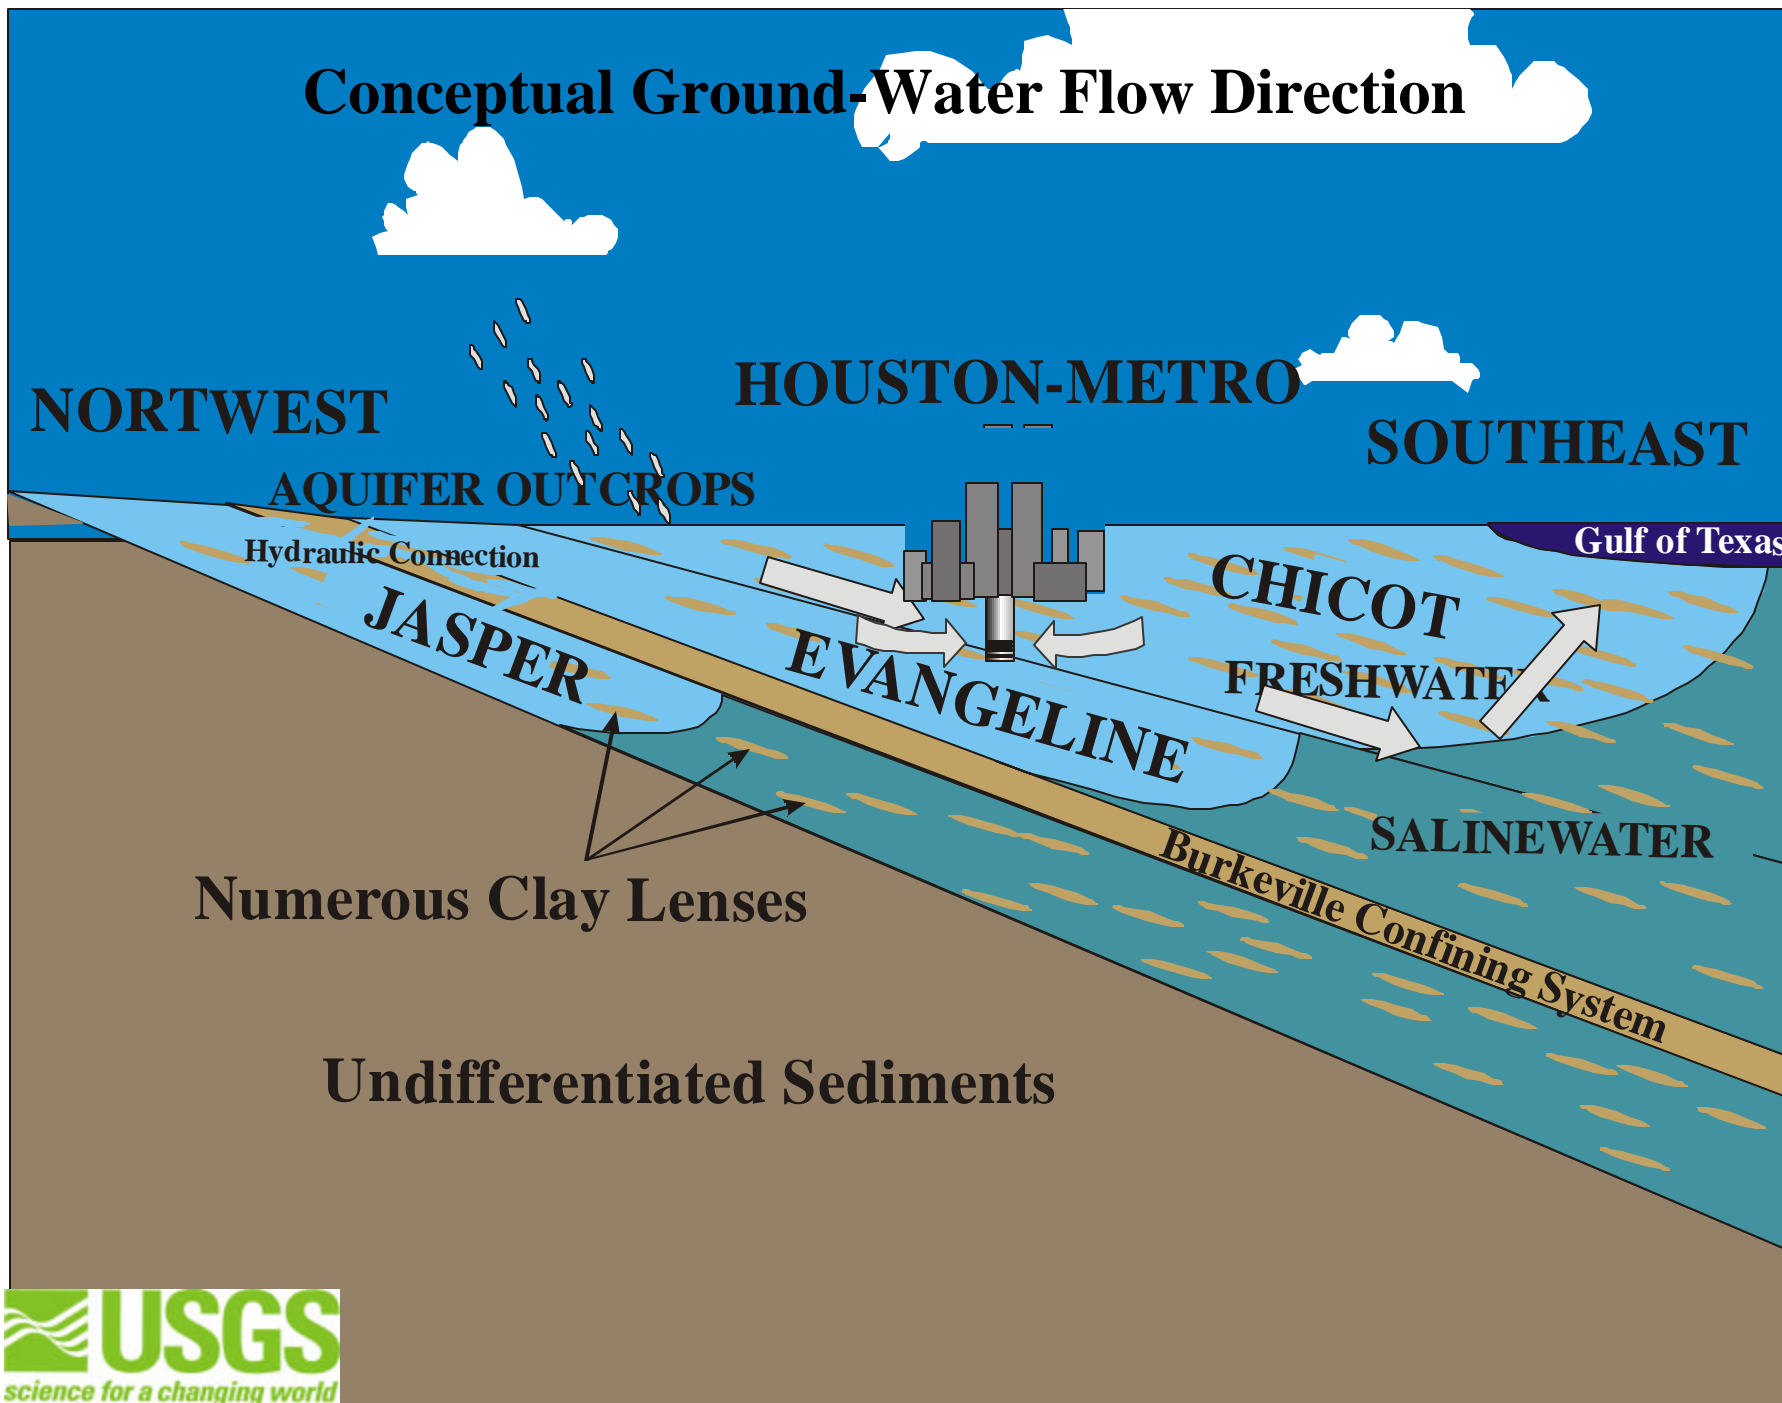 Conceptual Ground-Water Flow Direction
HOUSTON-METRO
NORTWEST
SOUTHEAST
AQUIFER OUTCROPS
Gulf of Texas
Hydraulic Connection
CHICOT
JASPER
EVANGELINE
FRESHWATER
SALINEWATER
Numerous Clay Lenses
Burkeville Confining System
Undifferentiated Sediments
USGS
science for a changing world